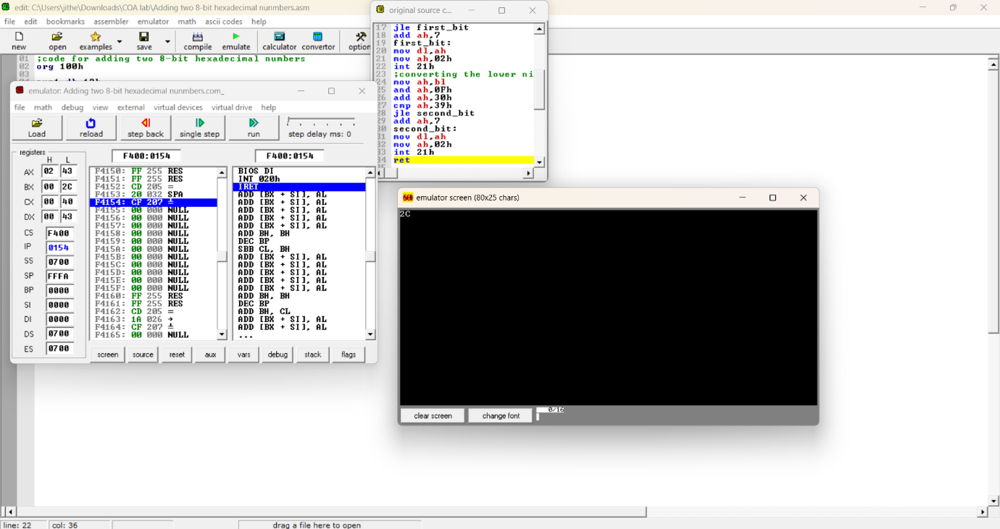 edit: C:\Users\jithe\Downloads\COA lab\Adding two 8-bit hexadecimal nunmbers.asm
file edit bookmarks assembler emulator math ascii codes help
new open examples save compile emulate calculator convertor option
01 ;code for adding two 8-bit hexadecimal numbers
02 org 100h
03
original source c...
17 jle first_bit
18 add ah,7
19 first_bit:
20 mov dl,ah
21 mov ah,02h
22 int 21h
23 ;converting the lower ni
24 mov ah,bl
25 and ah,0Fh
26 add ah,30h
27 cmp ah,39h
28 jle second_bit
29 add ah,7
30 second_bit:
31 mov dl,ah
32 mov ah,02h
33 int 21h
34 ret
emulator: Adding two 8-bit hexadecimal nunmbers.com_
file math debug view external virtual devices virtual drive help
Load reload step back single step run step delay ms: 0
registers
H L
AX 02 43
BX 00 2C
CX 00 40
DX 00 43
CS F400
IP 0154
SS 0700
SP FFFA
BP 0000
SI 0000
DI 0000
DS 0700
ES 0700
F400:0154 F400:0154
F4150: FF 255 RES
F4151: FF 255 RES
F4152: CD 205 =
F4153: 20 032 SPA
F4154: CF 207 ╧
F4155: 00 000 NULL
F4156: 00 000 NULL
F4157: 00 000 NULL
F4158: 00 000 NULL
F4159: 00 000 NULL
F415A: 00 000 NULL
F415B: 00 000 NULL
F415C: 00 000 NULL
F415D: 00 000 NULL
F415E: 00 000 NULL
F415F: 00 000 NULL
F4160: FF 255 RES
F4161: FF 255 RES
F4162: CD 205 =
F4163: 1A 026 →
F4164: CF 207 ╧
F4165: 00 000 NULL
BIOS DI
INT 020h
IRET
ADD [BX + SI], AL
ADD [BX + SI], AL
ADD [BX + SI], AL
ADD [BX + SI], AL
ADD [BX + SI], AL
ADD BH, BH
DEC BP
SBB CL, BH
ADD [BX + SI], AL
ADD [BX + SI], AL
ADD [BX + SI], AL
ADD [BX + SI], AL
ADD [BX + SI], AL
ADD BH, BH
DEC BP
ADD BH, CL
ADD [BX + SI], AL
ADD [BX + SI], AL
...
screen source reset aux vars debug stack flags
emulator screen (80x25 chars)
2C
clear screen change font 0/16
line: 22 col: 36 drag a file here to open